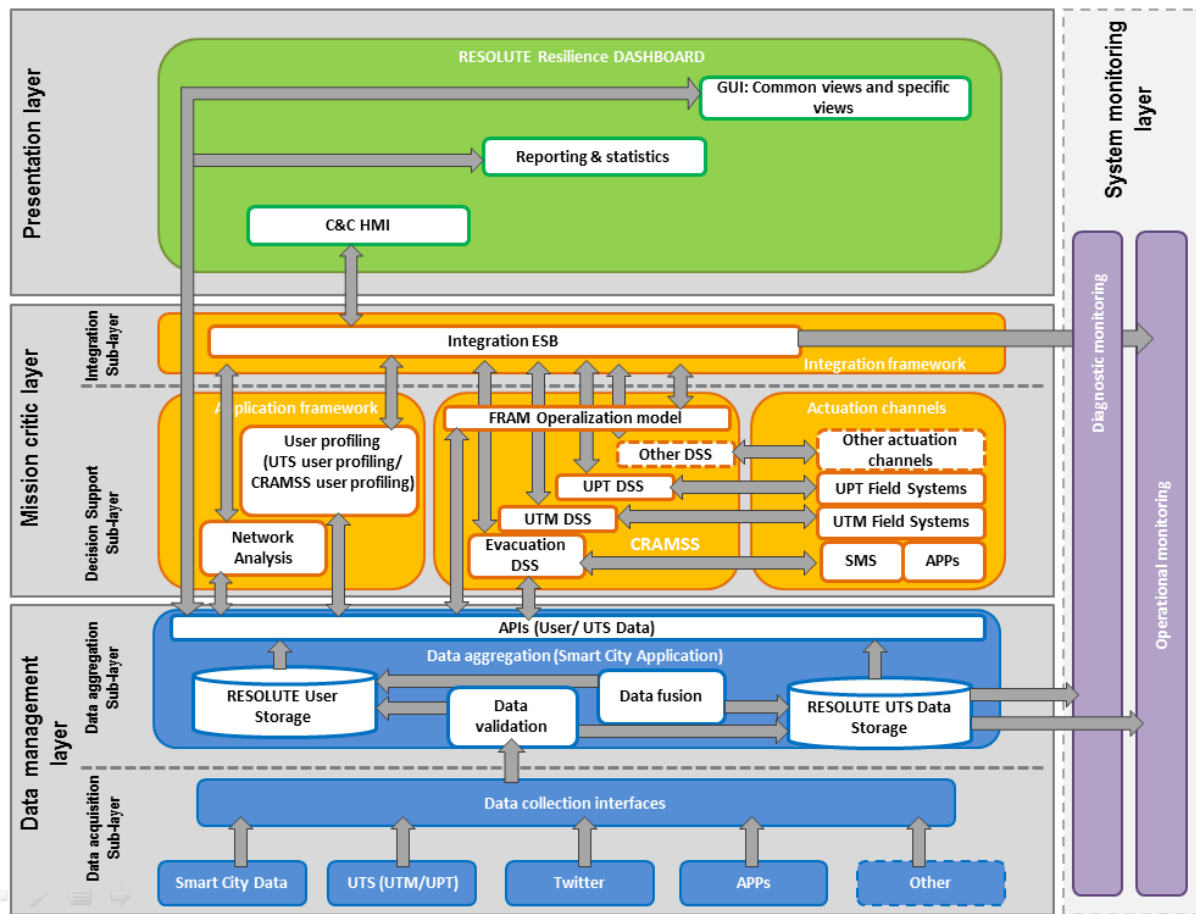 Presentation layer
RESOLUTE Resilience DASHBOARD
GUI: Common views and specific
views
Reporting & statistics
C&C HMI
System monitoring
layer
Diagnostic monitoring
Operational monitoring
Mission critic layer
Integration
Sub-layer
Integration ESB
Integration framework
Decision Support
Sub-layer
Application framework
User profiling
(UTS user profiling/
CRAMSS user profiling)
Network
Analysis
FRAM Operalization model
Other DSS
UPT DSS
UTM DSS
Evacuation
DSS
CRAMSS
Actuation channels
Other actuation
channels
UPT Field Systems
UTM Field Systems
SMS
APPs
Data management
layer
Data aggregation
Sub-layer
APIs (User/ UTS Data)
Data aggregation (Smart City Application)
RESOLUTE User
Storage
Data
validation
Data fusion
RESOLUTE UTS Data
Storage
Data acquisition
Sub-layer
Data collection interfaces
Smart City Data
UTS (UTM/UPT)
Twitter
APPs
Other